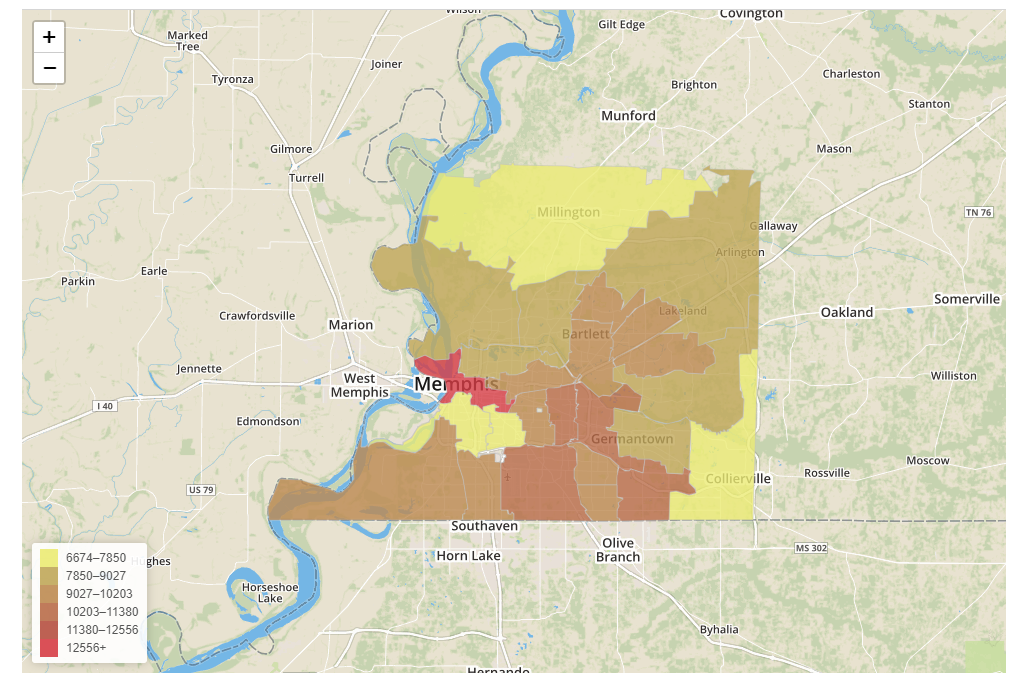 Wilson
Gilt Edge
Covington
+
−
Marked
Tree
Joiner
Tyronza
Brighton
Charleston
Stanton
Munford
Gilmore
Mason
Turrell
Millington
TN 76
Gallaway
Arlington
Earle
Parkin
Somerville
Crawfordsville
Lakeland
Oakland
Marion
Bartlett
Jennette
West
Memphis
Memphis
Williston
I 40
Edmondson
Germantown
Moscow
Rossville
Collierville
US 79
Southaven
Olive
Branch
Horn Lake
MS 302
Hughes
Horseshoe
Lake
Byhalia
Hernando
6674–7850
7850–9027
9027–10203
10203–11380
11380–12556
12556+